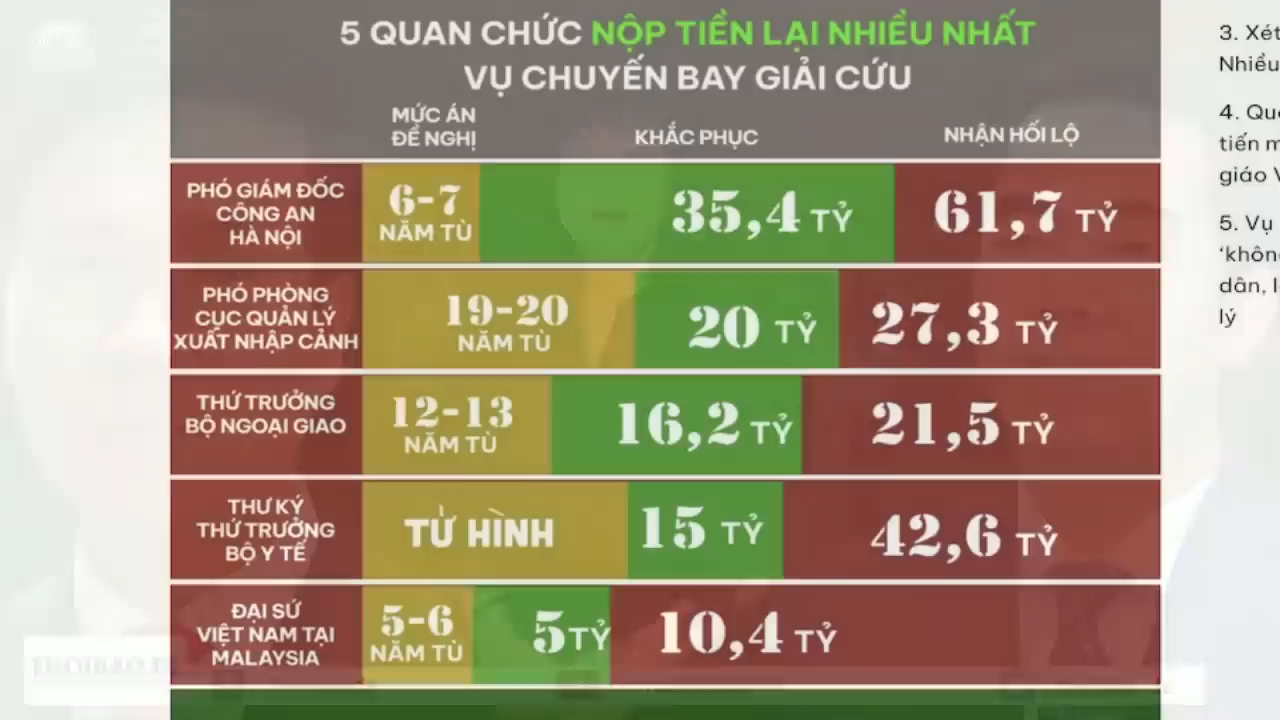 5 QUAN CHỨC NỘP TIỀN LẠI NHIỀU NHẤT
VỤ CHUYẾN BAY GIẢI CỨU
MỨC ÁN
ĐỀ NGHỊ
KHẮC PHỤC
NHẬN HỐI LỘ
PHÓ GIÁM ĐỐC
CÔNG AN
HÀ NỘI
6-7
NĂM TÙ
35,4 TỶ
61,7 TỶ
PHÓ PHÒNG
CỤC QUẢN LÝ
XUẤT NHẬP CẢNH
19-20
NĂM TÙ
20 TỶ
27,3 TỶ
THỨ TRƯỞNG
BỘ NGOẠI GIAO
12-13
NĂM TÙ
16,2 TỶ
21,5 TỶ
THƯ KÝ
THỨ TRƯỞNG
BỘ Y TẾ
TỬ HÌNH
15 TỶ
42,6 TỶ
ĐẠI SỨ
VIỆT NAM TẠI
MALAYSIA
5-6
NĂM TÙ
5 TỶ
10,4 TỶ
3. Xét
Nhiều
4. Qu
tiến m
giáo V
5. Vụ
‘khôn
dân, l
lý